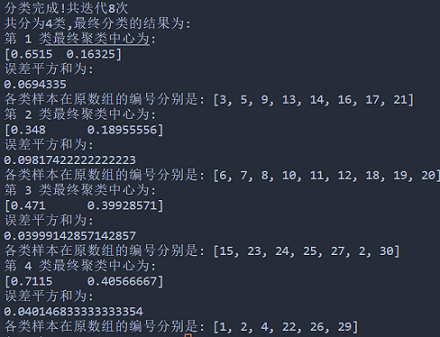 分类完成!共迭代8次
共分为4类,最终分类的结果为:
第 1 类最终聚类中心为:
[0.6515  0.16325]
误差平方和为:
0.0694335
各类样本在原数组的编号分别是: [3, 5, 9, 13, 14, 16, 17, 21]
第 2 类最终聚类中心为:
[0.348      0.18955556]
误差平方和为:
0.09817422222222223
各类样本在原数组的编号分别是: [6, 7, 8, 10, 11, 12, 18, 19, 20]
第 3 类最终聚类中心为:
[0.471      0.39928571]
误差平方和为:
0.03999142857142857
各类样本在原数组的编号分别是: [15, 23, 24, 25, 27, 2, 30]
第 4 类最终聚类中心为:
[0.7115     0.40566667]
误差平方和为:
0.040146833333333354
各类样本在原数组的编号分别是: [1, 2, 4, 22, 26, 29]